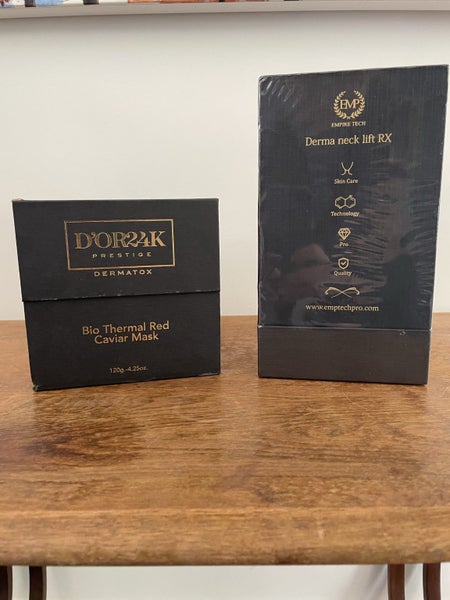 D'OR24K
PRESTIGE
DERMATOX
Bio Thermal Red
Caviar Mask
120g.-4.25oz.
EMP
EMPIRE TECH
Derma neck lift RX
Skin Care
Technology
Pro
Quality
www.emptechpro.com